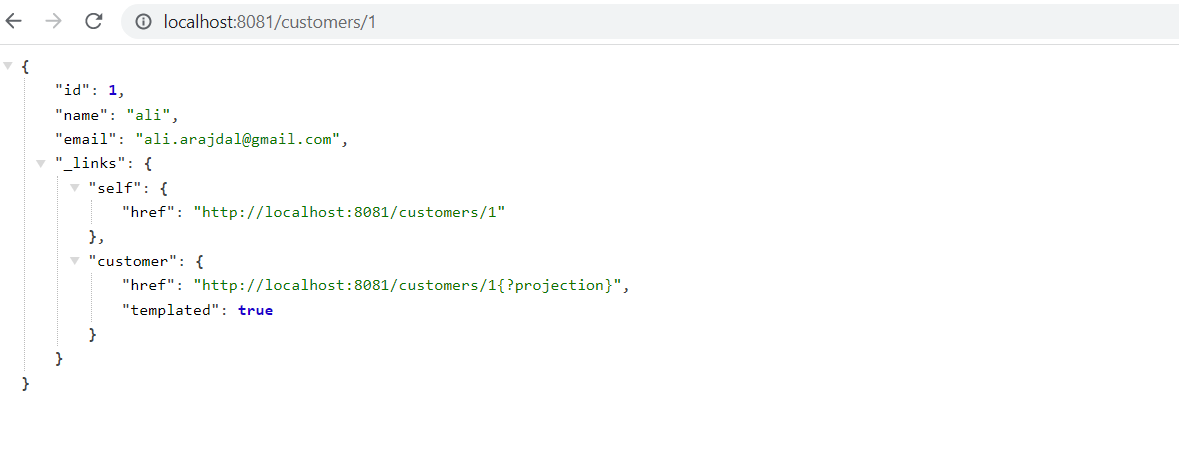 localhost:8081/customers/1
{
"id": 1,
"name": "ali",
"email": "ali.arajdal@gmail.com",
"_links": {
"self": {
"href": "http://localhost:8081/customers/1"
},
"customer": {
"href": "http://localhost:8081/customers/1{?projection}",
"templated": true
}
}
}